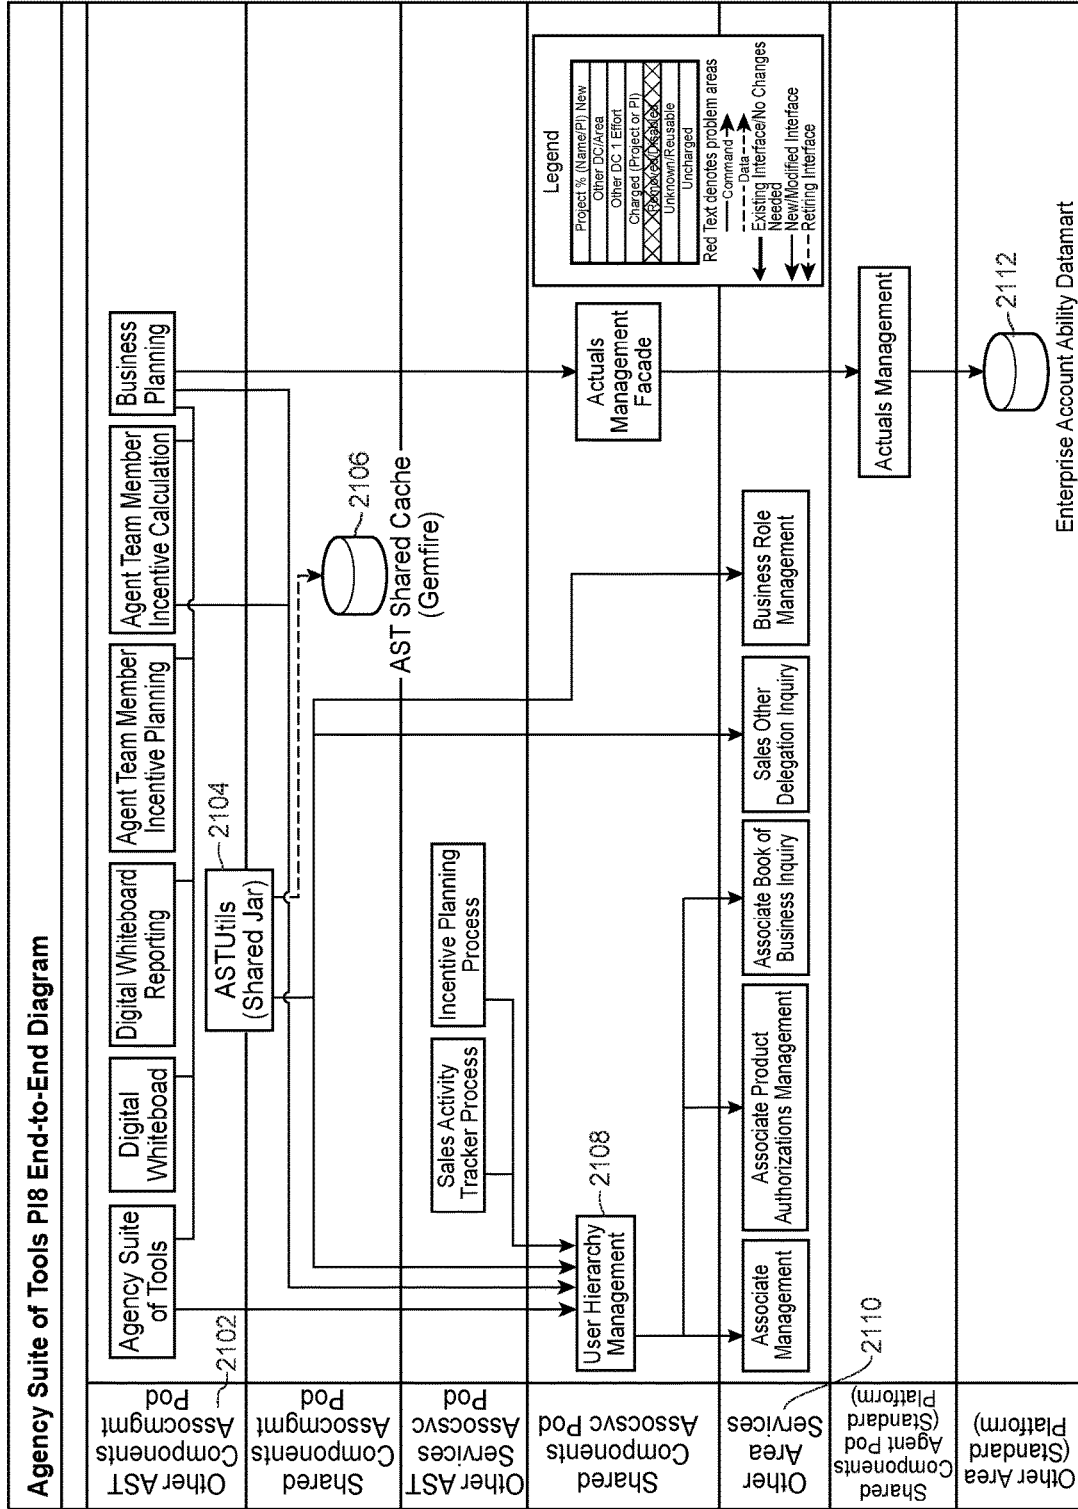 Agency Suite of Tools PI8 End-to-End Diagram
Other AST
Components
Assocmgmt
Pod
2102
Agency Suite
of Tools
Digital
Whiteboad
Digital Whiteboard
Reporting
Agent Team Member
Incentive Planning
Agent Team Member
Incentive Calculation
Business
Planning
ASTUtils
(Shared Jar)
2104
Shared
Components
Assocmgmt
Pod
2106
AST Shared Cache
(Gemfire)
Other AST
Services
Assocsvc
Pod
Sales Activity
Tracker Process
Incentive Planning
Process
Shared
Components
Assocsvc Pod
User Hierarchy
Management
2108
Actuals
Management
Facade
Legend
Project % (Name/PI) New
Other DC/Area
Other DC 1 Effort
Charged (Project or PI)
Removed/Disabled
Unknown/Reusable
Uncharged
Red Text denotes problem areas
Command
Data
Existing Interface/No Changes
Needed
New/Modified Interface
Retiring Interface
Other
Area
Services
2110
Associate
Management
Associate Product
Authorizations Management
Associate Book of
Business Inquiry
Sales Other
Delegation Inquiry
Business Role
Management
Shared
Components
Agent Pod
(Standard
Platform)
Actuals Management
Other Area
(Standard
Platform)
2112
Enterprise Account Ability Datamart